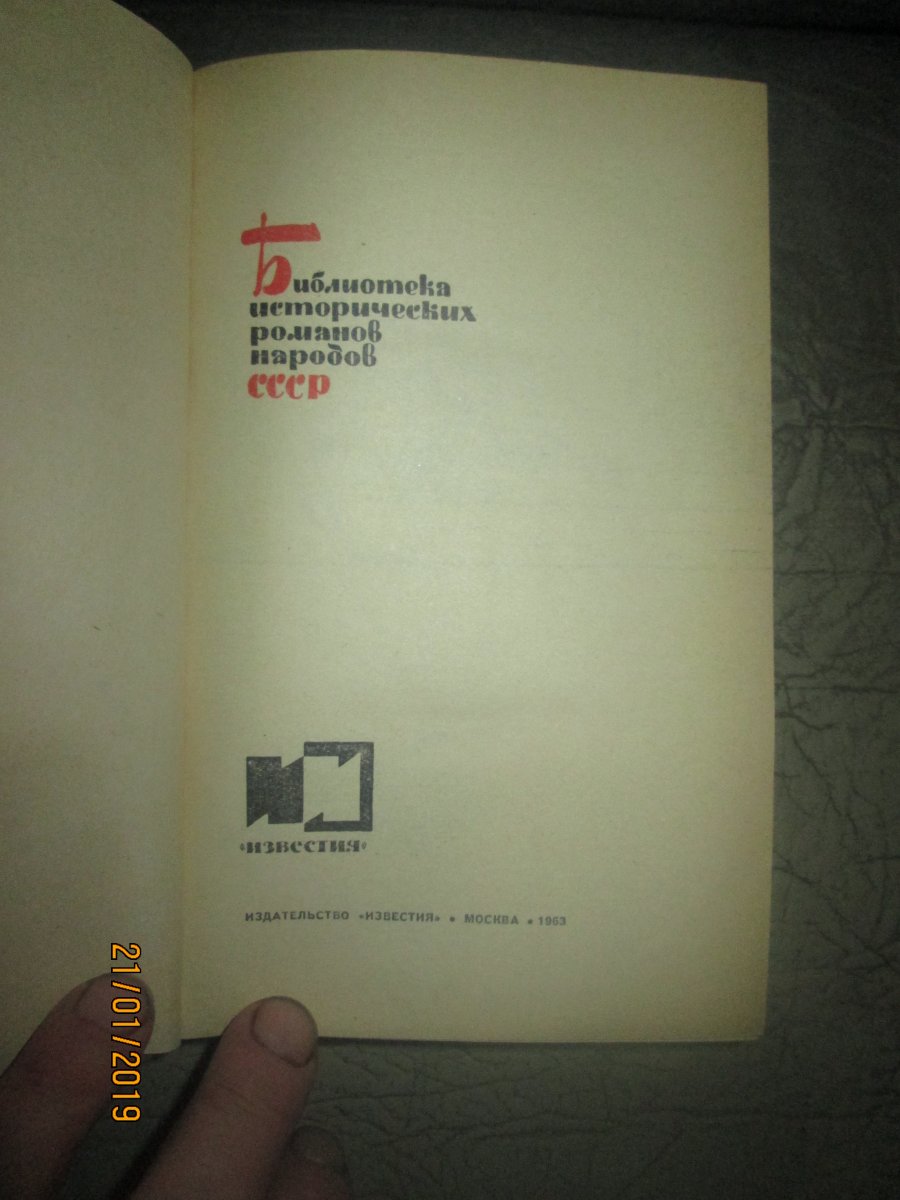 Библиотека
исторических
романов
народов
СССР
«ИЗВЕСТИЯ»
ИЗДАТЕЛЬСТВО «ИЗВЕСТИЯ» • МОСКВА • 1963
21/01/2019